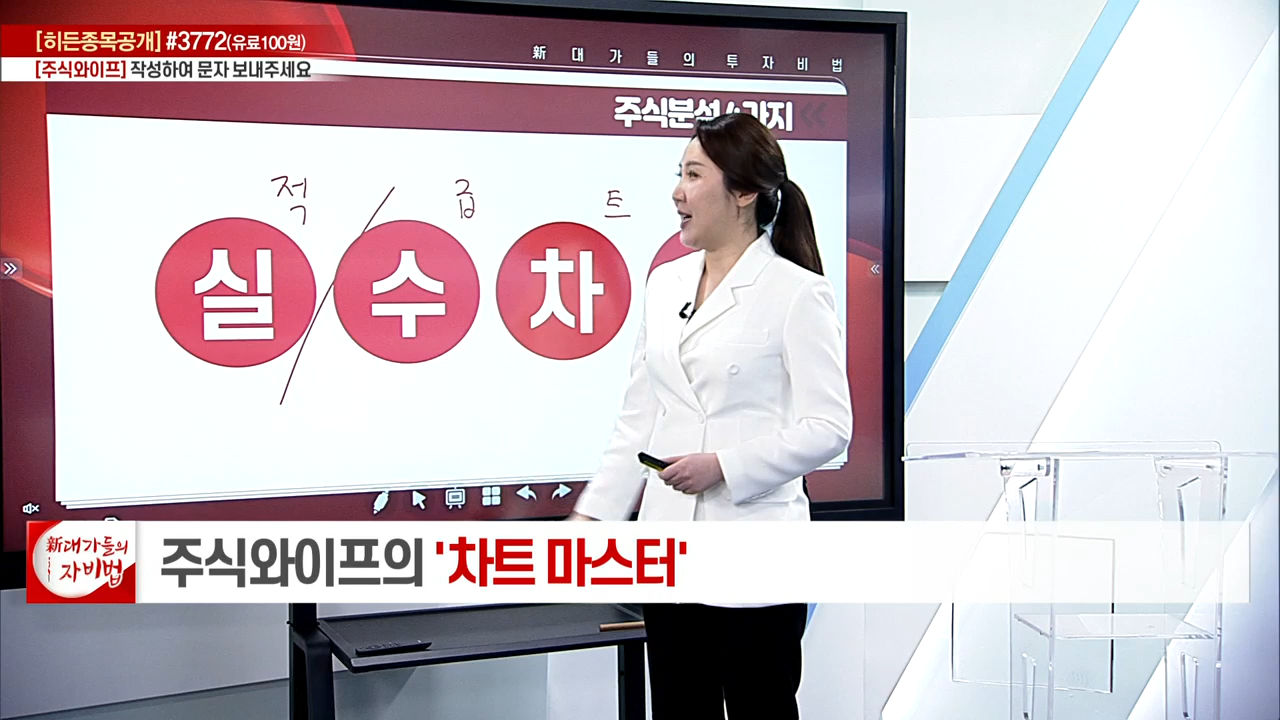 [히든종목공개] #3772(유료100원)
[주식와이프] 작성하여 문자 보내주세요
新 대가들의 투자비법
주식분석 4가지
적 급 트
실 수 차
新대가들의
자비법
주식와이프의 '차트 마스터'